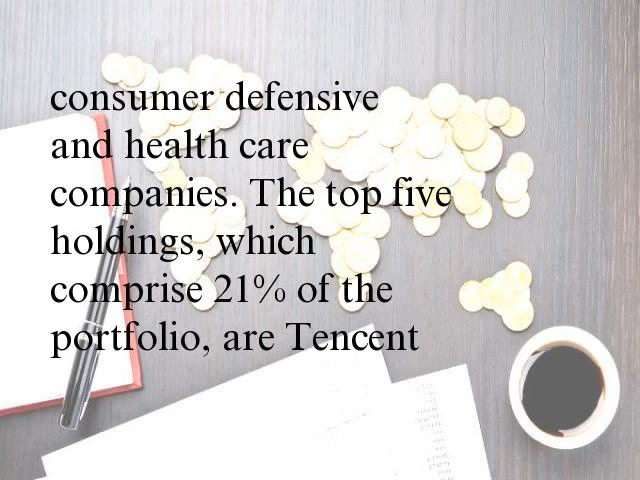 consumer defensive
and health care
companies. The top five
holdings, which
comprise 21% of the
portfolio, are Tencent